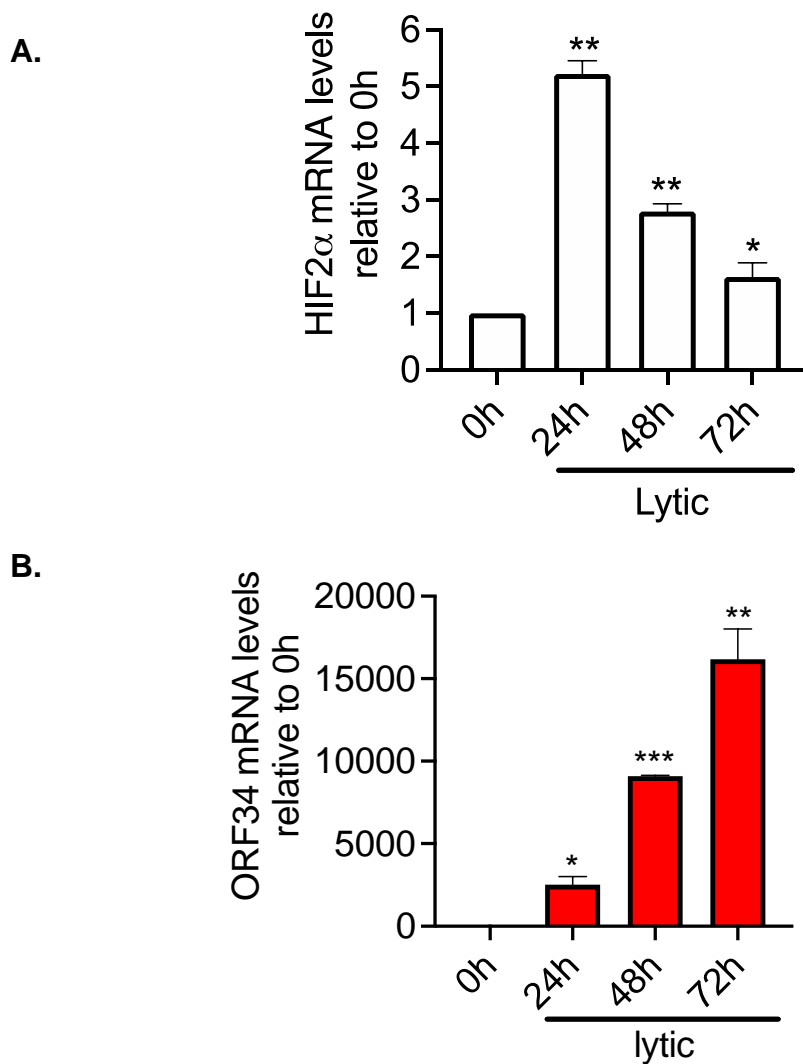 A.
HIF2α mRNA levels
relative to 0h
6
5
4
3
2
1
0
**
**
*
0h
24h
48h
72h
Lytic
B.
ORF34 mRNA levels
relative to 0h
20000
15000
10000
5000
0
*
***
**
0h
24h
48h
72h
lytic